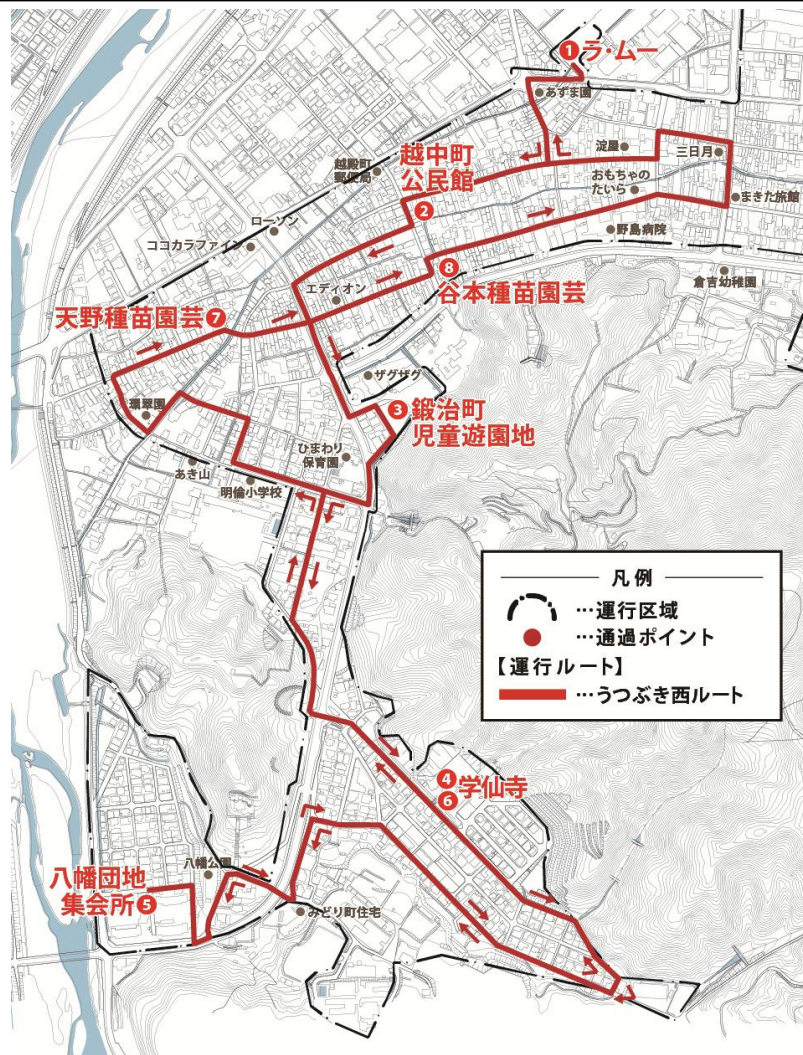 ❶ラ・ムー
あずま園
淀屋
三日月
越殿町
郵便局
越中町
公民館
❷
おもちゃの
たいら
まきた旅館
ローソン
野島病院
ココカラファイン
❽
谷本種苗園芸
倉吉幼稚園
エディオン
天野種苗園芸❼
ザグザグ
環翠園
❸鍛治町
児童遊園地
ひまわり
保育園
あき山
明倫小学校
凡例
…運行区域
…通過ポイント
【運行ルート】
…うつぶき西ルート
❹
❻
学仙寺
八幡公園
八幡団地
集会所❺
みどり町住宅